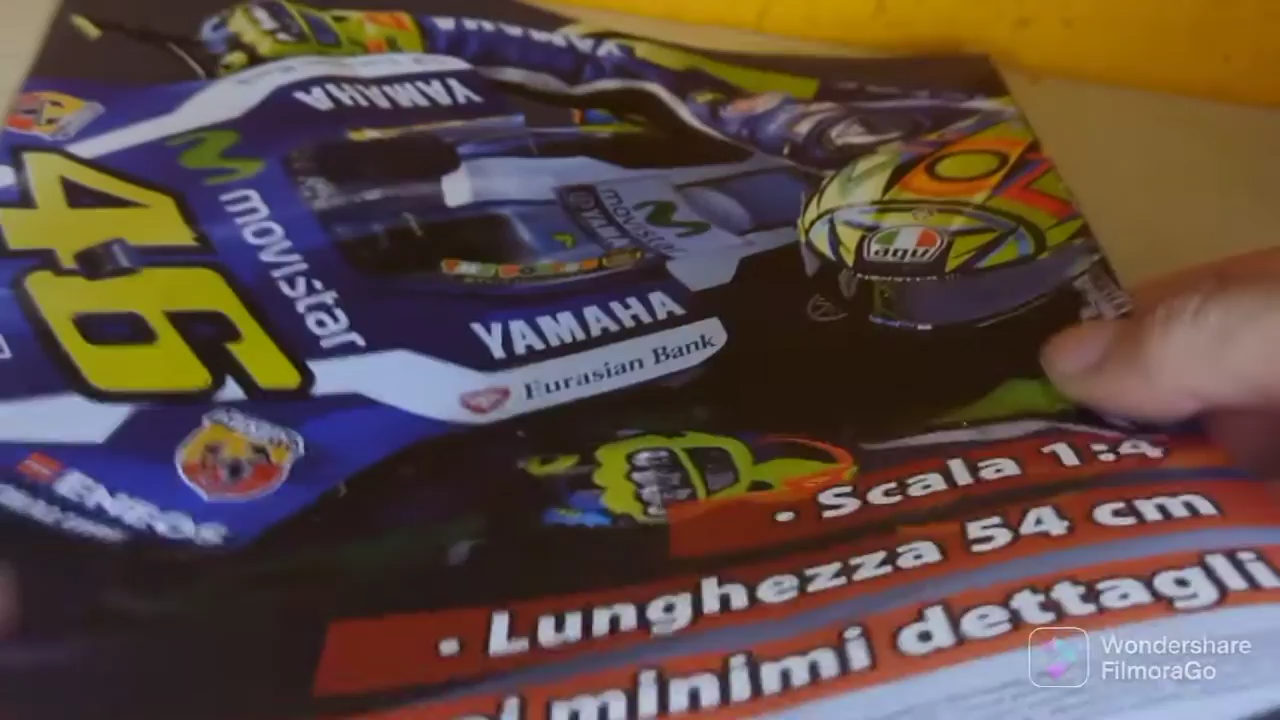 YAMAHA
YAMAHA
YAMAHA
46
movistar
movistar
agv
YAMAHA
Eurasian Bank
ENEOS
• Scala 1:4
• Lunghezza 54 cm
minimi dettagli
Wondershare
FilmoraGo